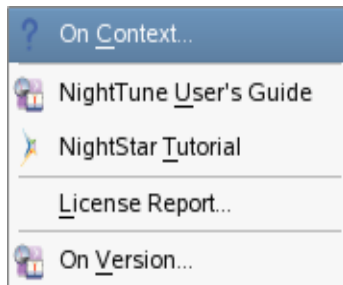 On Context...
NightTune User's Guide
NightStar Tutorial
License Report...
On Version...